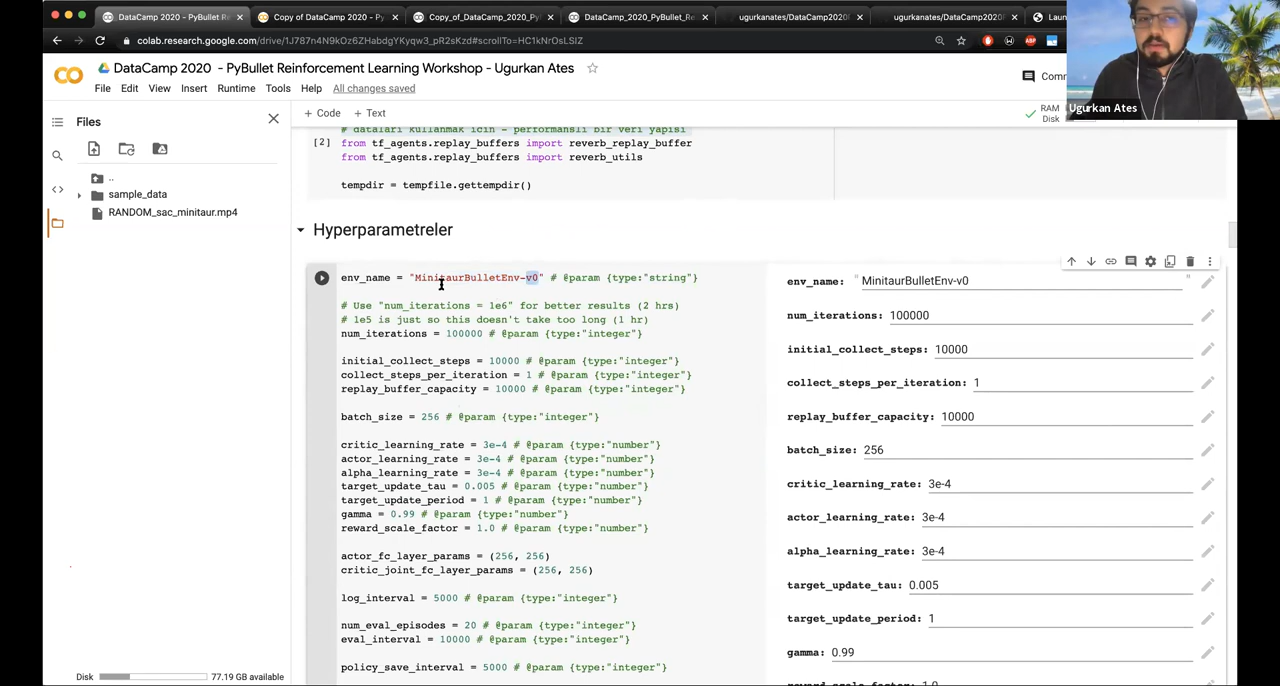 DataCamp 2020 - PyBullet Rein
Copy of DataCamp 2020 - Py
Copy_of_DataCamp_2020_Pyl
DataCamp_2020_PyBullet_Re
ugurkanates/DataCamp2020
ugurkanates/DataCamp2020
Laun
colab.research.google.com/drive/1J787n4N9kOz6ZHabdgYKyqw3_pR2sKzd#scrollTo=HC1kNrOsLSIZ
DataCamp 2020 - PyBullet Reinforcement Learning Workshop - Ugurkan Ates
Comm
Ugurkan Ates
File Edit View Insert Runtime Tools Help All changes saved
+ Code + Text
RAM
Disk
Files
..
sample_data
RANDOM_sac_minitaur.mp4
# dataları kullanmak icin - performanslı bir veri yapisi
[2] from tf_agents.replay_buffers import reverb_replay_buffer
from tf_agents.replay_buffers import reverb_utils
tempdir = tempfile.gettempdir()
Hyperparametreler
env_name = "MinitaurBulletEnv-v0" # @param {type:"string"}
# Use "num_iterations = 1e6" for better results (2 hrs)
# 1e5 is just so this doesn't take too long (1 hr)
num_iterations = 100000 # @param {type:"integer"}
initial_collect_steps = 10000 # @param {type:"integer"}
collect_steps_per_iteration = 1 # @param {type:"integer"}
replay_buffer_capacity = 10000 # @param {type:"integer"}
batch_size = 256 # @param {type:"integer"}
critic_learning_rate = 3e-4 # @param {type:"number"}
actor_learning_rate = 3e-4 # @param {type:"number"}
alpha_learning_rate = 3e-4 # @param {type:"number"}
target_update_tau = 0.005 # @param {type:"number"}
target_update_period = 1 # @param {type:"number"}
gamma = 0.99 # @param {type:"number"}
reward_scale_factor = 1.0 # @param {type:"number"}
actor_fc_layer_params = (256, 256)
critic_joint_fc_layer_params = (256, 256)
log_interval = 5000 # @param {type:"integer"}
num_eval_episodes = 20 # @param {type:"integer"}
eval_interval = 10000 # @param {type:"integer"}
policy_save_interval = 5000 # @param {type:"integer"}
env_name: " MinitaurBulletEnv-v0 "
num_iterations: 100000
initial_collect_steps: 10000
collect_steps_per_iteration: 1
replay_buffer_capacity: 10000
batch_size: 256
critic_learning_rate: 3e-4
actor_learning_rate: 3e-4
alpha_learning_rate: 3e-4
target_update_tau: 0.005
target_update_period: 1
gamma: 0.99
reward_scale_factor: 1.0
Disk 77.19 GB available